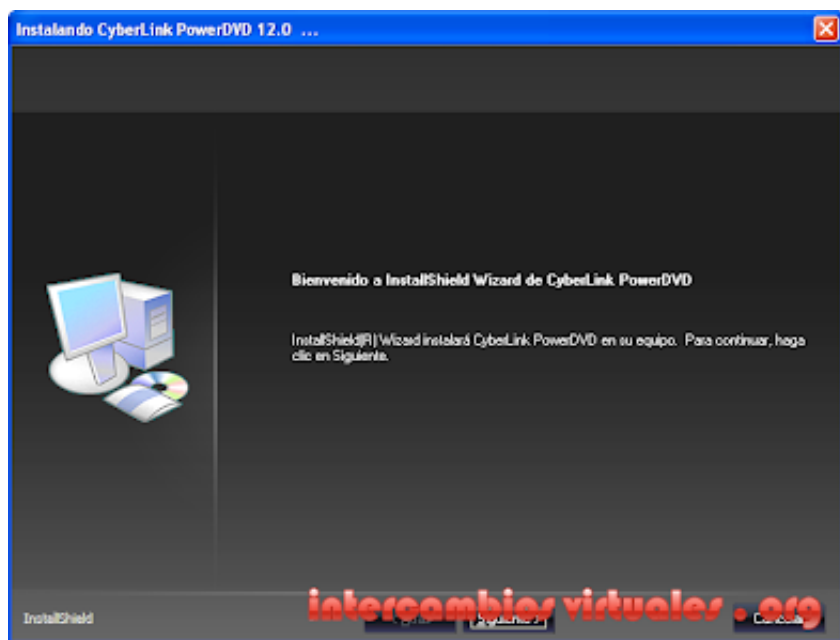 Instalando CyberLink PowerDVD 12.0 ...
Bienvenido a InstallShield Wizard de CyberLink PowerDVD
InstallShield(R) Wizard instalará CyberLink PowerDVD en su equipo. Para continuar, haga
clic en Siguiente.
InstallShield
intercambios virtuales . org